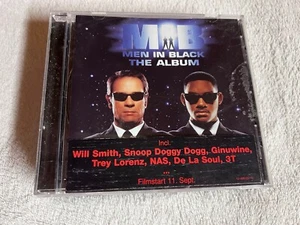 MIB
MEN IN BLACK
THE ALBUM
Incl.
Will Smith, Snoop Doggy Dogg, Ginuwine,
Trey Lorenz, NAS, De La Soul, 3T
...
Filmstart 11. Sept.